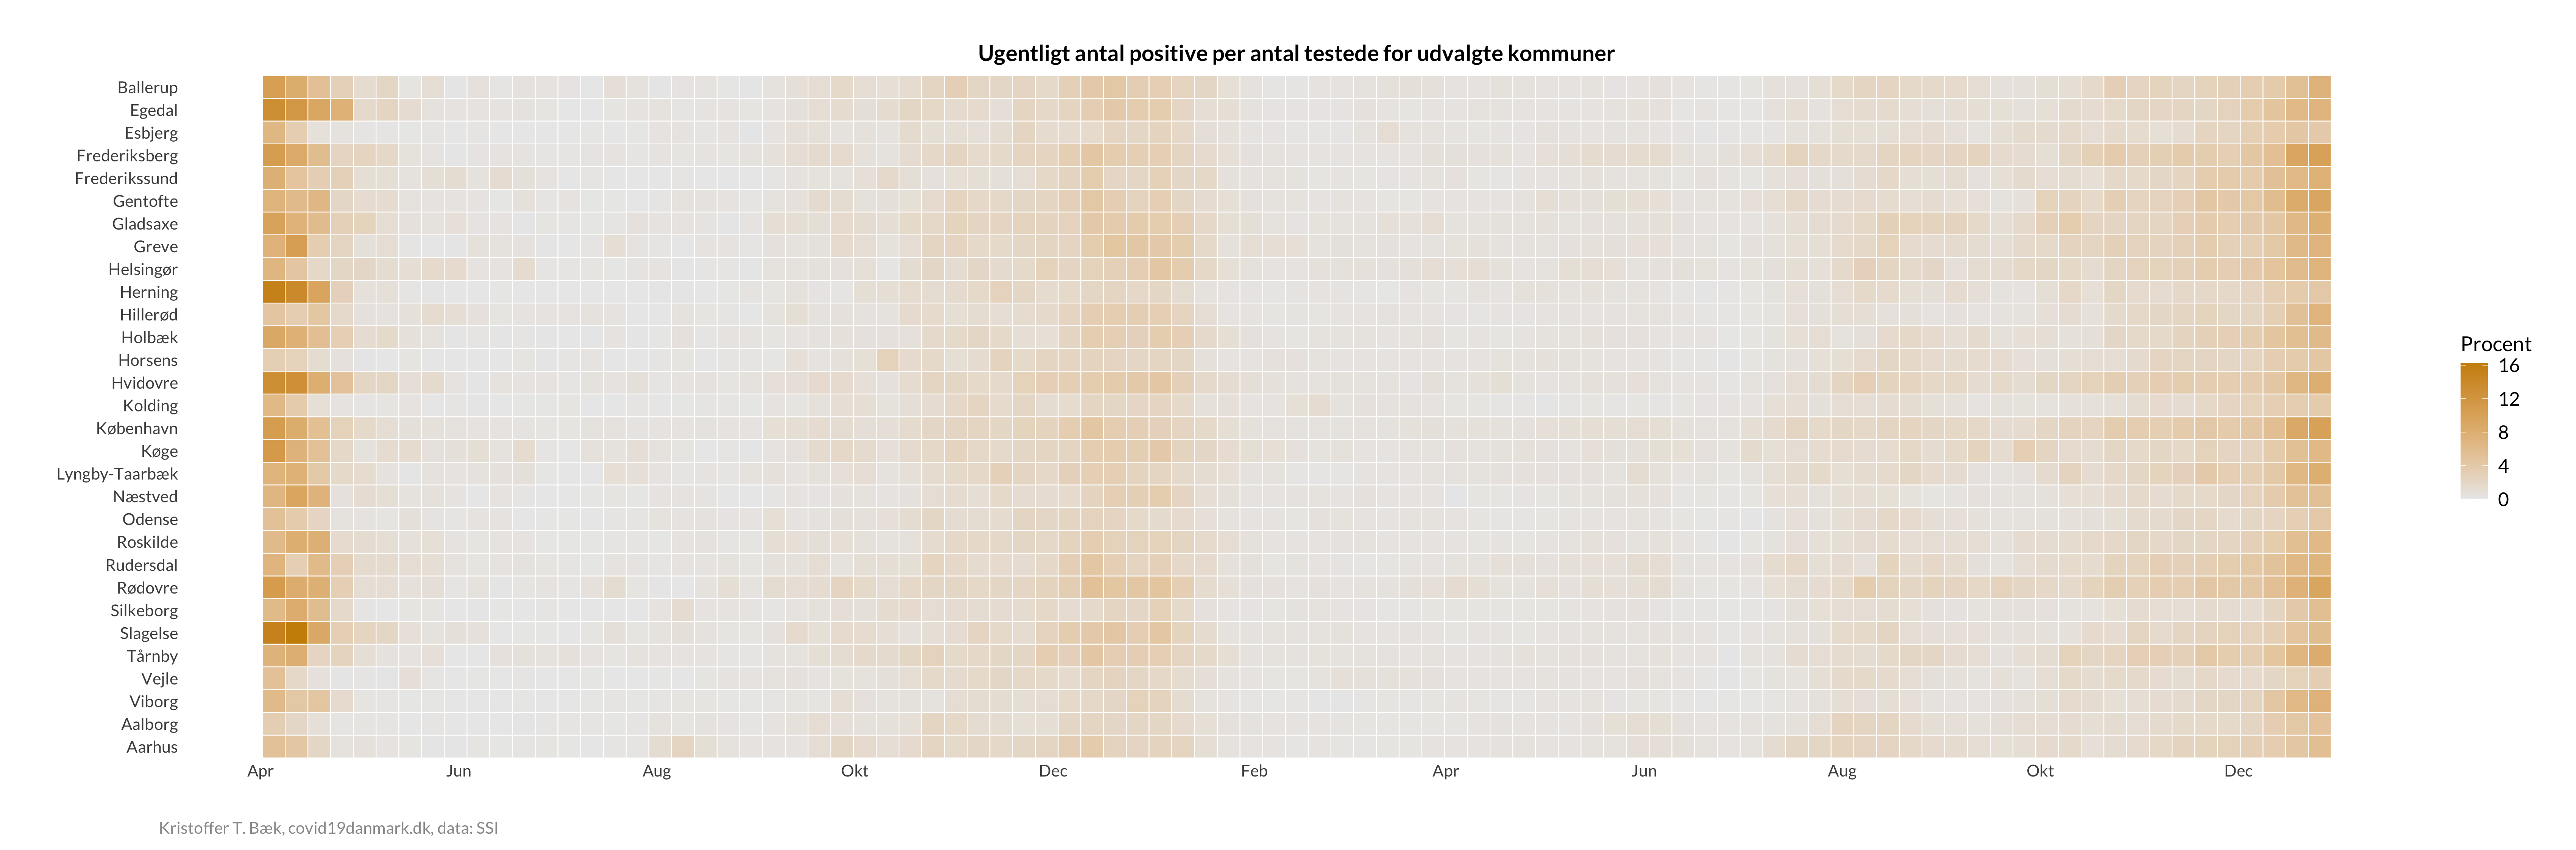 Ugentligt antal positive per antal testede for udvalgte kommuner
Ballerup
Egedal
Esbjerg
Frederiksberg
Frederikssund
Gentofte
Gladsaxe
Greve
Helsingør
Herning
Hillerød
Holbæk
Horsens
Hvidovre
Kolding
København
Køge
Lyngby-Taarbæk
Næstved
Odense
Roskilde
Rudersdal
Rødovre
Silkeborg
Slagelse
Tårnby
Vejle
Viborg
Aalborg
Aarhus
Apr Jun Aug Okt Dec Feb Apr Jun Aug Okt Dec
Procent
16
12
8
4
0
Kristoffer T. Bæk, covid19danmark.dk, data: SSI